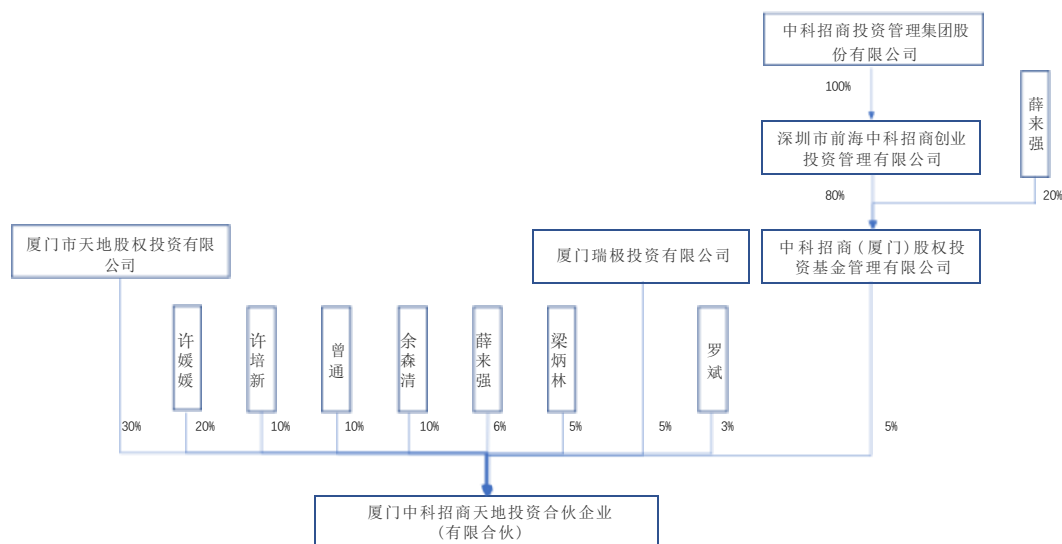 中科招商投资管理集团股
份有限公司
100%
薛来强
深圳市前海中科招商创业
投资管理有限公司
80%
20%
厦门市天地股权投资有限
公司
厦门瑞极投资有限公司
中科招商(厦门)股权投
资基金管理有限公司
许媛媛
许培新
曾通
余森清
薛来强
梁炳林
罗斌
30%
20%
10%
10%
10%
6%
5%
5%
3%
5%
厦门中科招商天地投资合伙企业
(有限合伙)